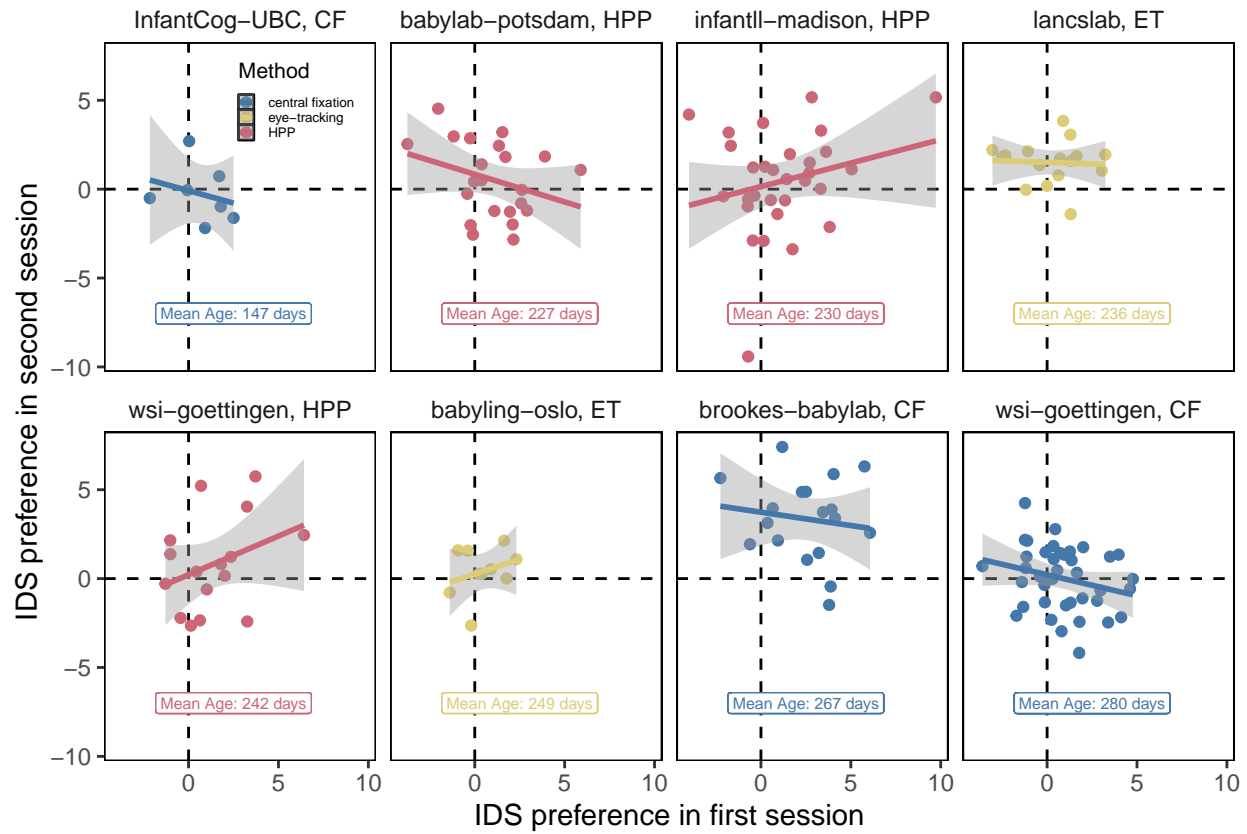 InfantCog−UBC, CF
babylab−potsdam, HPP
infantll−madison, HPP
lancslab, ET
Method
central fixation
eye−tracking
HPP
5
0
−5
−10
Mean Age: 147 days
Mean Age: 227 days
Mean Age: 230 days
Mean Age: 236 days
wsi−goettingen, HPP
babyling−oslo, ET
brookes−babylab, CF
wsi−goettingen, CF
5
0
−5
−10
Mean Age: 242 days
Mean Age: 249 days
Mean Age: 267 days
Mean Age: 280 days
0 5 10
0 5 10
0 5 10
0 5 10
IDS preference in first session
IDS preference in second session